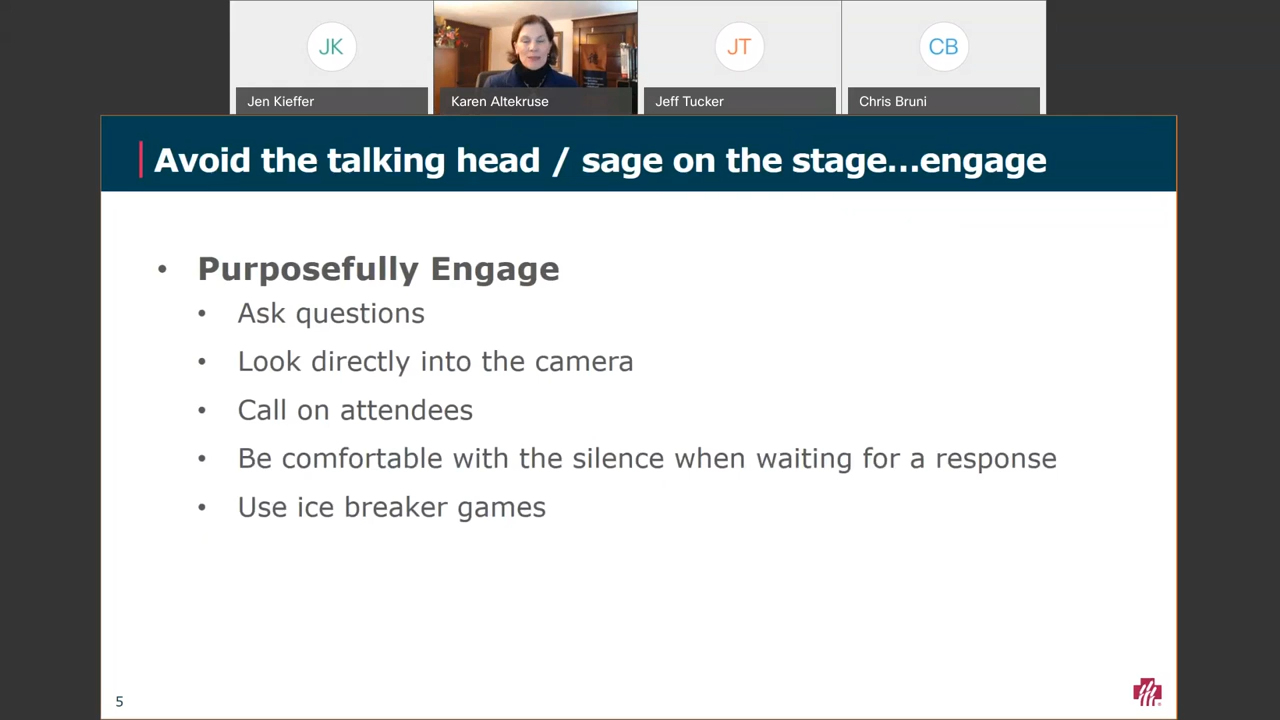 JK
JT
CB
Jen Kieffer
Karen Altekruse
Jeff Tucker
Chris Bruni
Avoid the talking head / sage on the stage...engage
• Purposefully Engage
• Ask questions
• Look directly into the camera
• Call on attendees
• Be comfortable with the silence when waiting for a response
• Use ice breaker games
5